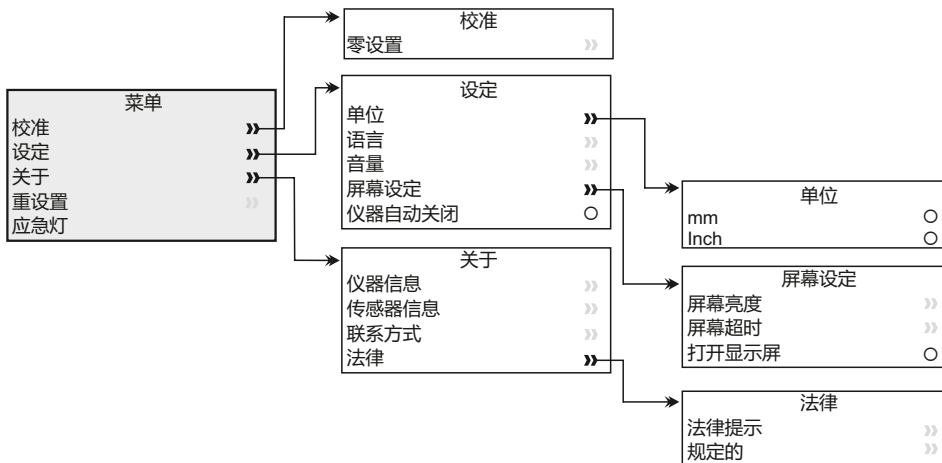 菜单
校准
设定
关于
重设置
应急灯
校准
零设置
设定
单位
语言
音量
屏幕设定
仪器自动关闭
关于
仪器信息
传感器信息
联系方式
法律
单位
mm
Inch
屏幕设定
屏幕亮度
屏幕超时
打开显示屏
法律
法律提示
规定的